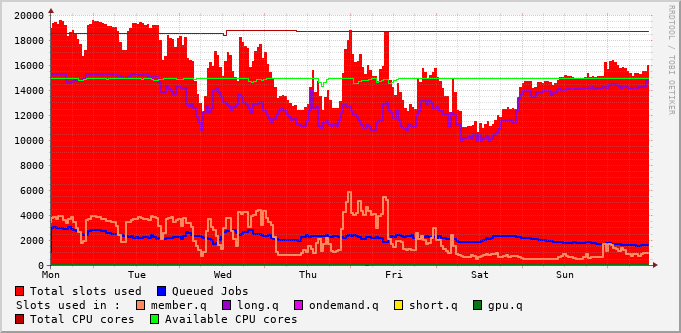 20000
18000
16000
14000
12000
10000
8000
6000
4000
2000
0
Mon Tue Wed Thu Fri Sat Sun
RRDTOOL / TOBI OETIKER
Total slots used Queued Jobs
Slots used in : member.q long.q ondemand.q short.q gpu.q
Total CPU cores Available CPU cores